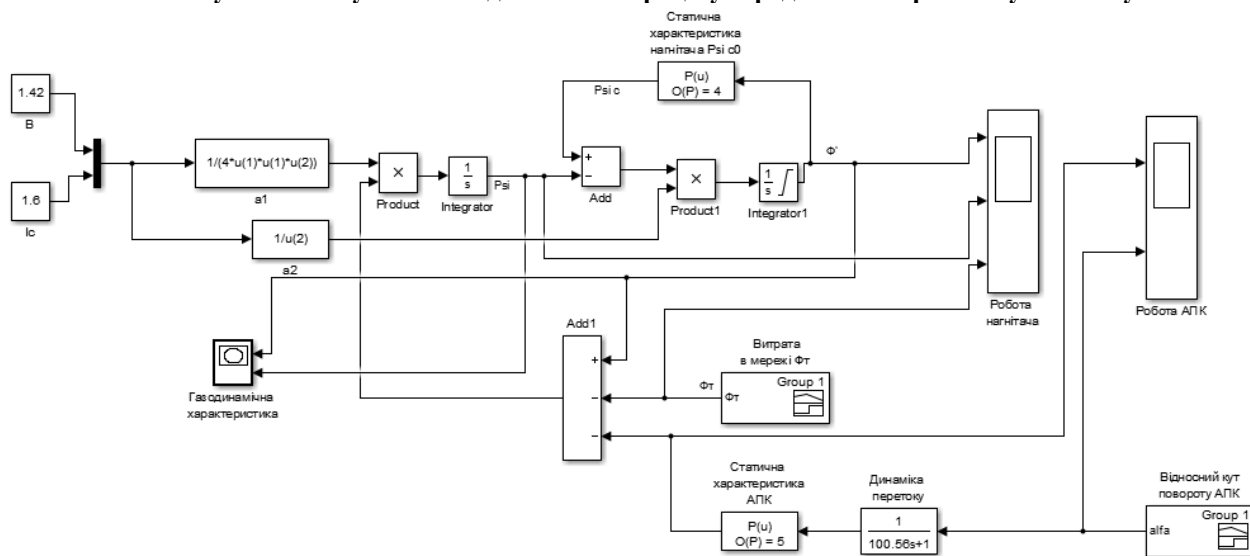 Статична
характеристика
нагнітача Psi c0
P(u)
O(P) = 4
Psi c
1.42
B
1.6
Ic
1/(4*u(1)*u(1)*u(2))
a1
1/u(2)
a2
×
Product
1
s
Integrator
Psi
+
−
Add
×
Product1
1
s
Integrator1
Ф'
Робота
нагнітача
Робота АПК
Газодинамічна
характеристика
Add1
+
−
−
Витрата
в мережі Фт
Фт
Group 1
Фт
Статична
характеристика
АПК
P(u)
O(P) = 5
Динаміка
перетоку
1
100.56s+1
Відносний кут
повороту АПК
Group 1
alfa